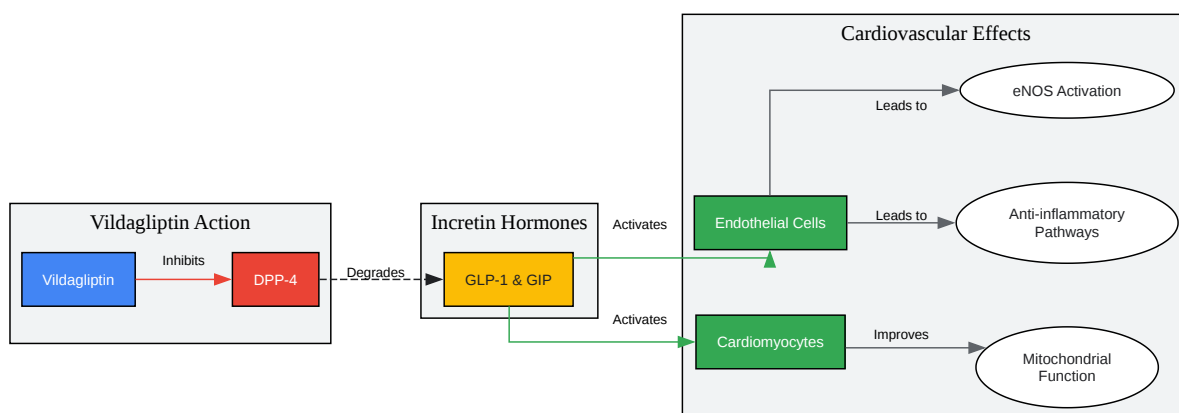 Cardiovascular Effects
eNOS Activation
Leads to
Vildagliptin Action
Incretin Hormones
Activates
Endothelial Cells
Leads to
Anti-inflammatory
Pathways
Vildagliptin
Inhibits
DPP-4
Degrades
GLP-1 & GIP
Activates
Cardiomyocytes
Improves
Mitochondrial
Function